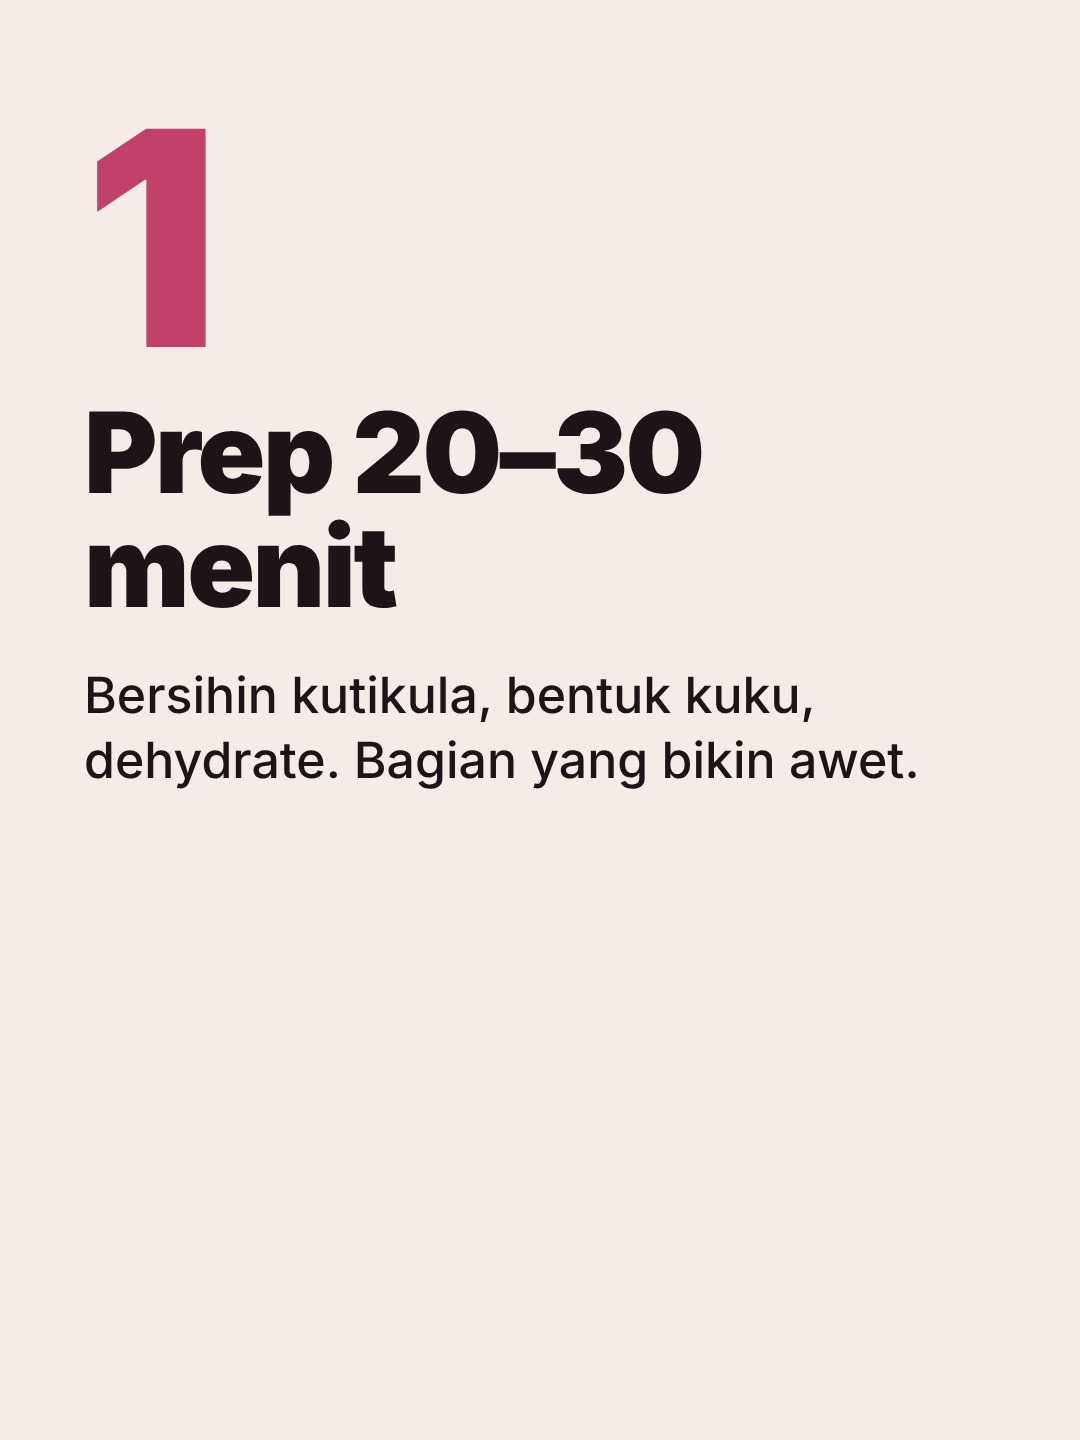 1
Prep 20–30
menit
Bersihin kutikula, bentuk kuku,
dehydrate. Bagian yang bikin awet.